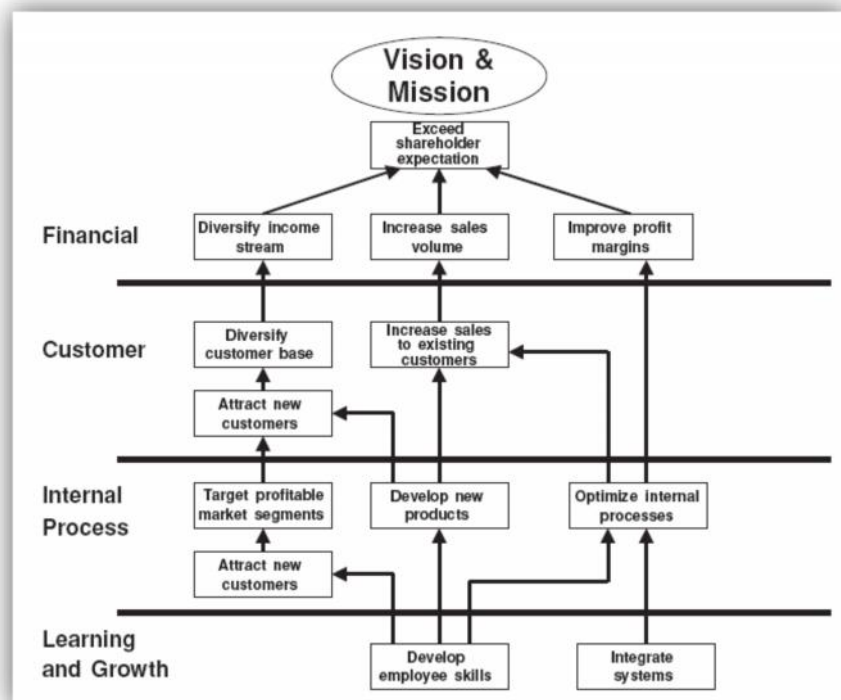 Vision &
Mission
Exceed
shareholder
expectation
Financial
Diversify income
stream
Increase sales
volume
Improve profit
margins
Customer
Diversify
customer base
Increase sales
to existing
customers
Attract new
customers
Internal
Process
Target profitable
market segments
Develop new
products
Optimize internal
processes
Attract new
customers
Learning
and Growth
Develop
employee skills
Integrate
systems